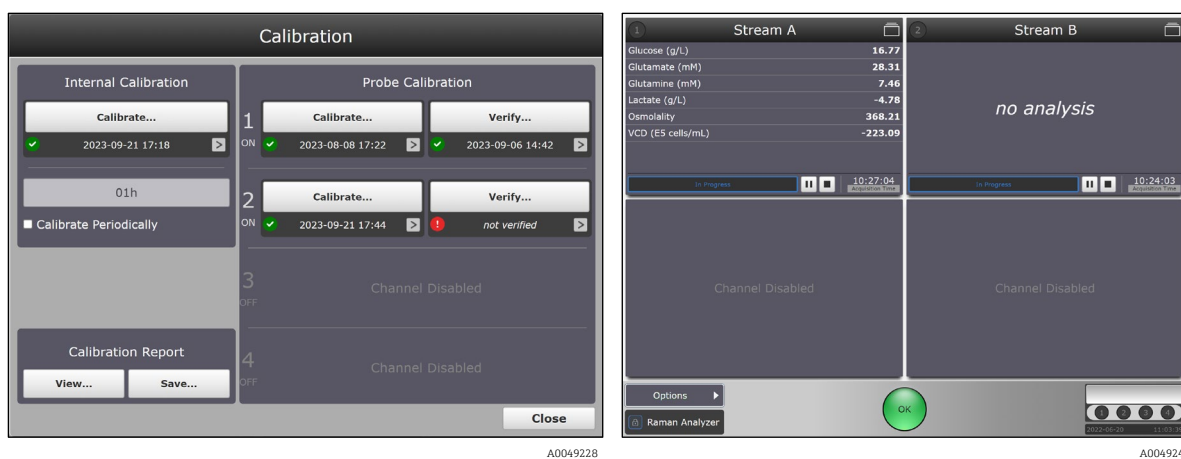 Calibration
Internal Calibration
Calibrate...
2023-09-21 17:18
01h
Calibrate Periodically
Calibration Report
View... Save...
Probe Calibration
1 Calibrate... Verify...
ON 2023-08-08 17:22 2023-09-06 14:42
2 Calibrate... Verify...
ON 2023-09-21 17:44 ! not verified
3 Channel Disabled
OFF
4 Channel Disabled
OFF
Close
A0049228
1 Stream A
Glucose (g/L) 16.77
Glutamate (mM) 28.31
Glutamine (mM) 7.46
Lactate (g/L) -4.78
Osmolality 368.21
VCD (E5 cells/mL) -223.09
In Progress 10:27:04
Acquisition Time
2 Stream B
no analysis
In Progress 10:24:03
Acquisition Time
Channel Disabled
Channel Disabled
Options
Raman Analyzer
OK
1 2 3 4
2022-06-20
A004924